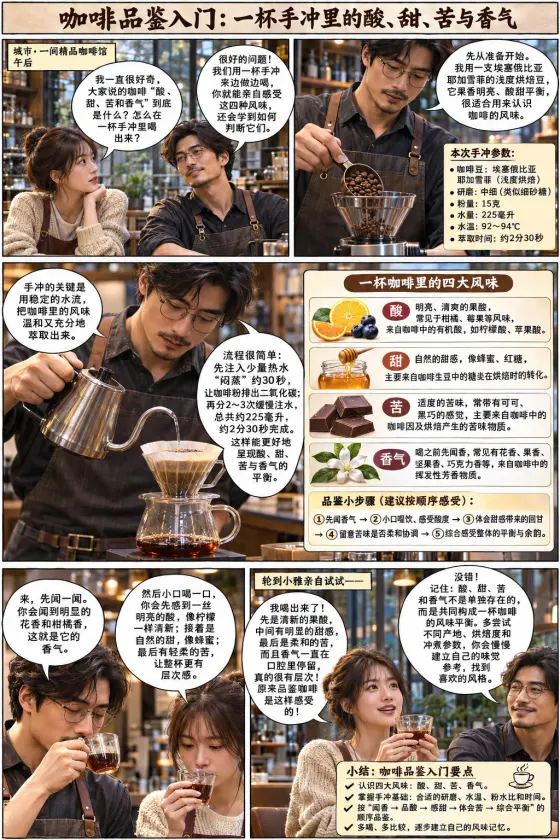 咖啡品鉴入门：一杯手冲里的酸、甜、苦与香气
城市·一间精品咖啡馆
午后
我一直很好奇，
大家说的咖啡“酸、
甜、苦和香气”到底
是什么？怎么在
一杯手冲里喝
出来？
很好的问题！
我们用一杯手冲
来边做边喝，
你就能亲自感受
这四种风味，
还会学到如何
判断它们。
先从准备开始。
我用一支埃塞俄比亚
耶加雪菲的浅度烘焙豆，
它果香明亮、酸甜平衡，
很适合用来认识
咖啡的风味。
本次手冲参数：
• 咖啡豆：埃塞俄比亚
耶加雪菲（浅度烘焙）
• 研磨：中细（类似细砂糖）
• 粉量：15克
• 水量：225毫升
• 水温：92~94℃
• 萃取时间：约2分30秒
手冲的关键是
用稳定的水流，
把咖啡里的风味
温和又充分地
萃取出来。
流程很简单：
先注入少量热水
“闷蒸”约30秒，
让咖啡粉排出二氧化碳；
再分2~3次缓慢注水，
总共约225毫升，
约2分30秒完成。
这样能更好地
呈现酸、甜、
苦与香气的
平衡。
一杯咖啡里的四大风味
酸
明亮、清爽的果酸，
常见于柑橘、莓果等风味，
来自咖啡中的有机酸，如柠檬酸、苹果酸。
甜
自然的甜感，像蜂蜜、红糖，
主要来自咖啡生豆中的糖类在烘焙时的转化。
苦
适度的苦味，常带有可可、
黑巧的感觉，主要来自咖啡中的
咖啡因及烘焙产生的苦味物质。
香气
喝之前先闻香，常见有花香、果香、
坚果香、巧克力香等，来自咖啡中的
挥发性芳香物质。
品鉴小步骤（建议按顺序感受）：
①先闻香气 → ②小口啜饮、感受酸度 → ③体会甜感带来的回甘
→ ④留意苦味是否柔和协调 → ⑤综合感受整体的平衡与余韵。
来，先闻一闻。
你会闻到明显的
花香和柑橘香，
这就是它的
香气。
然后小口喝一口，
你会先感到一丝
明亮的酸，像柠檬
一样清新；接着是
自然的甜，像蜂蜜；
最后有轻柔的苦，
让整杯更有
层次感。
轮到小雅亲自试试——
我喝出来了！
先是清新的果酸，
中间有明显的甜感，
最后是柔和的苦，
而且香气一直在
口腔里停留，
真的很有层次！
原来品鉴咖啡
是这样感受
的！
没错！
记住：酸、甜、苦
和香气不是单独存在的，
而是共同构成一杯咖啡
的风味平衡。多尝试
不同产地、烘焙度和
冲煮参数，你会慢慢
建立自己的味觉
参考，找到
喜欢的风格。
小结：咖啡品鉴入门要点
✓ 认识四大风味：酸、甜、苦、香气。
✓ 掌握手冲基础：合适的研磨、水温、粉水比和时间。
✓ 按“闻香 → 品酸 → 感甜 → 体会苦 → 综合平衡”的
顺序品鉴。
✓ 多喝、多比较，逐步建立自己的风味记忆。